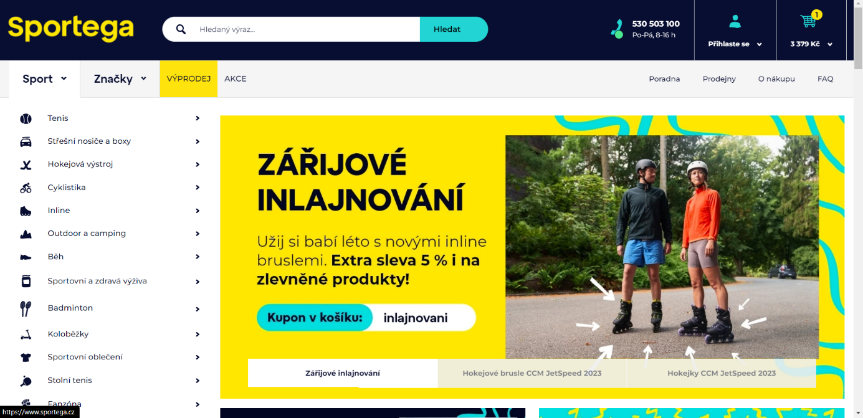 Sportega
Hledaný výraz...
Hledat
530 503 100
Po-Pá, 8-16 h
Přihlaste se
1
3 379 Kč
Sport
Značky
VÝPRODEJ
AKCE
Poradna
Prodejny
O nákupu
FAQ
Tenis
Střešní nosiče a boxy
Hokejová výstroj
Cyklistika
Inline
Outdoor a camping
Běh
Sportovní a zdravá výživa
Badminton
Koloběžky
Sportovní oblečení
Stolní tenis
Fanzóna
https://www.sportega.cz
ZÁŘIJOVÉ
INLAJNOVÁNÍ
Užij si babí léto s novými inline
bruslemi. Extra sleva 5 % i na
zlevněné produkty!
Kupon v košíku: inlajnovani
Zářijové inlajnování
Hokejové brusle CCM JetSpeed 2023
Hokejky CCM JetSpeed 2023